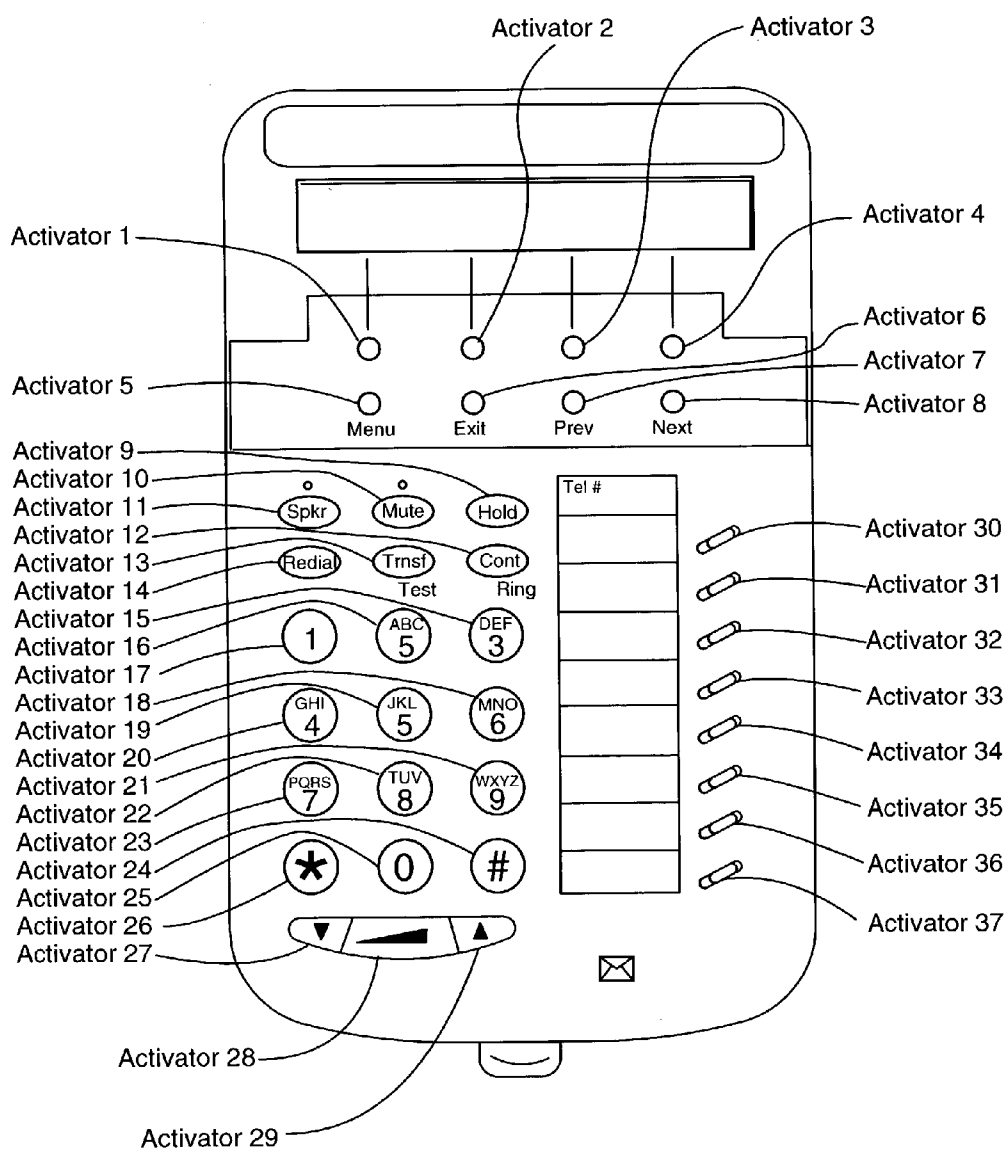 Activator 2
Activator 3
Activator 1
Activator 4
Activator 6
Activator 5
Activator 7
Activator 8
Menu Exit Prev Next
Activator 9
Activator 10
Activator 11
Activator 12
Activator 13
Activator 14
Activator 15
Activator 16
Activator 17
Activator 18
Activator 19
Activator 20
Activator 21
Activator 22
Activator 23
Activator 24
Activator 25
Activator 26
Activator 27
Spkr Mute Hold
Redial Trnsf Cont
Test Ring
1 ABC 5 DEF 3
GHI 4 JKL 5 MNO 6
PQRS 7 TUV 8 WXYZ 9
* 0 #
Tel #
Activator 30
Activator 31
Activator 32
Activator 33
Activator 34
Activator 35
Activator 36
Activator 37
Activator 28
Activator 29